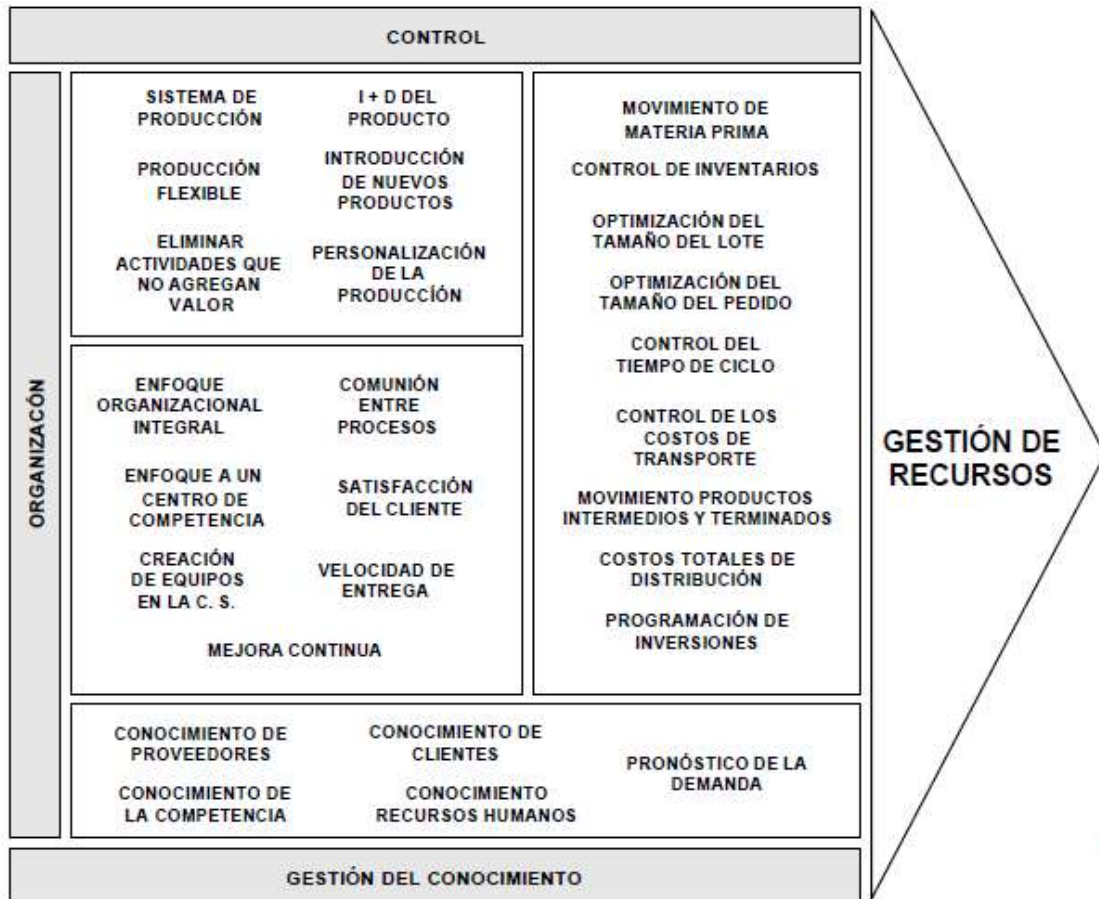 CONTROL
ORGANIZACÓN
SISTEMA DE
PRODUCCIÓN
I + D DEL
PRODUCTO
PRODUCCIÓN
FLEXIBLE
INTRODUCCIÓN
DE NUEVOS
PRODUCTOS
ELIMINAR
ACTIVIDADES QUE
NO AGREGAN
VALOR
PERSONALIZACIÓN
DE LA
PRODUCCÍÓN
ENFOQUE
ORGANIZACIONAL
INTEGRAL
COMUNIÓN
ENTRE
PROCESOS
ENFOQUE A UN
CENTRO DE
COMPETENCIA
SATISFACCIÓN
DEL CLIENTE
CREACIÓN
DE EQUIPOS
EN LA C. S.
VELOCIDAD DE
ENTREGA
MEJORA CONTINUA
MOVIMIENTO DE
MATERIA PRIMA
CONTROL DE INVENTARIOS
OPTIMIZACIÓN DEL
TAMAÑO DEL LOTE
OPTIMIZACIÓN DEL
TAMAÑO DEL PEDIDO
CONTROL DEL
TIEMPO DE CICLO
CONTROL DE LOS
COSTOS DE
TRANSPORTE
MOVIMIENTO PRODUCTOS
INTERMEDIOS Y TERMINADOS
COSTOS TOTALES DE
DISTRIBUCIÓN
PROGRAMACIÓN DE
INVERSIONES
CONOCIMIENTO DE
PROVEEDORES
CONOCIMIENTO DE
CLIENTES
PRONÓSTICO DE LA
DEMANDA
CONOCIMIENTO DE
LA COMPETENCIA
CONOCIMIENTO
RECURSOS HUMANOS
GESTIÓN DEL CONOCIMIENTO
GESTIÓN DE
RECURSOS